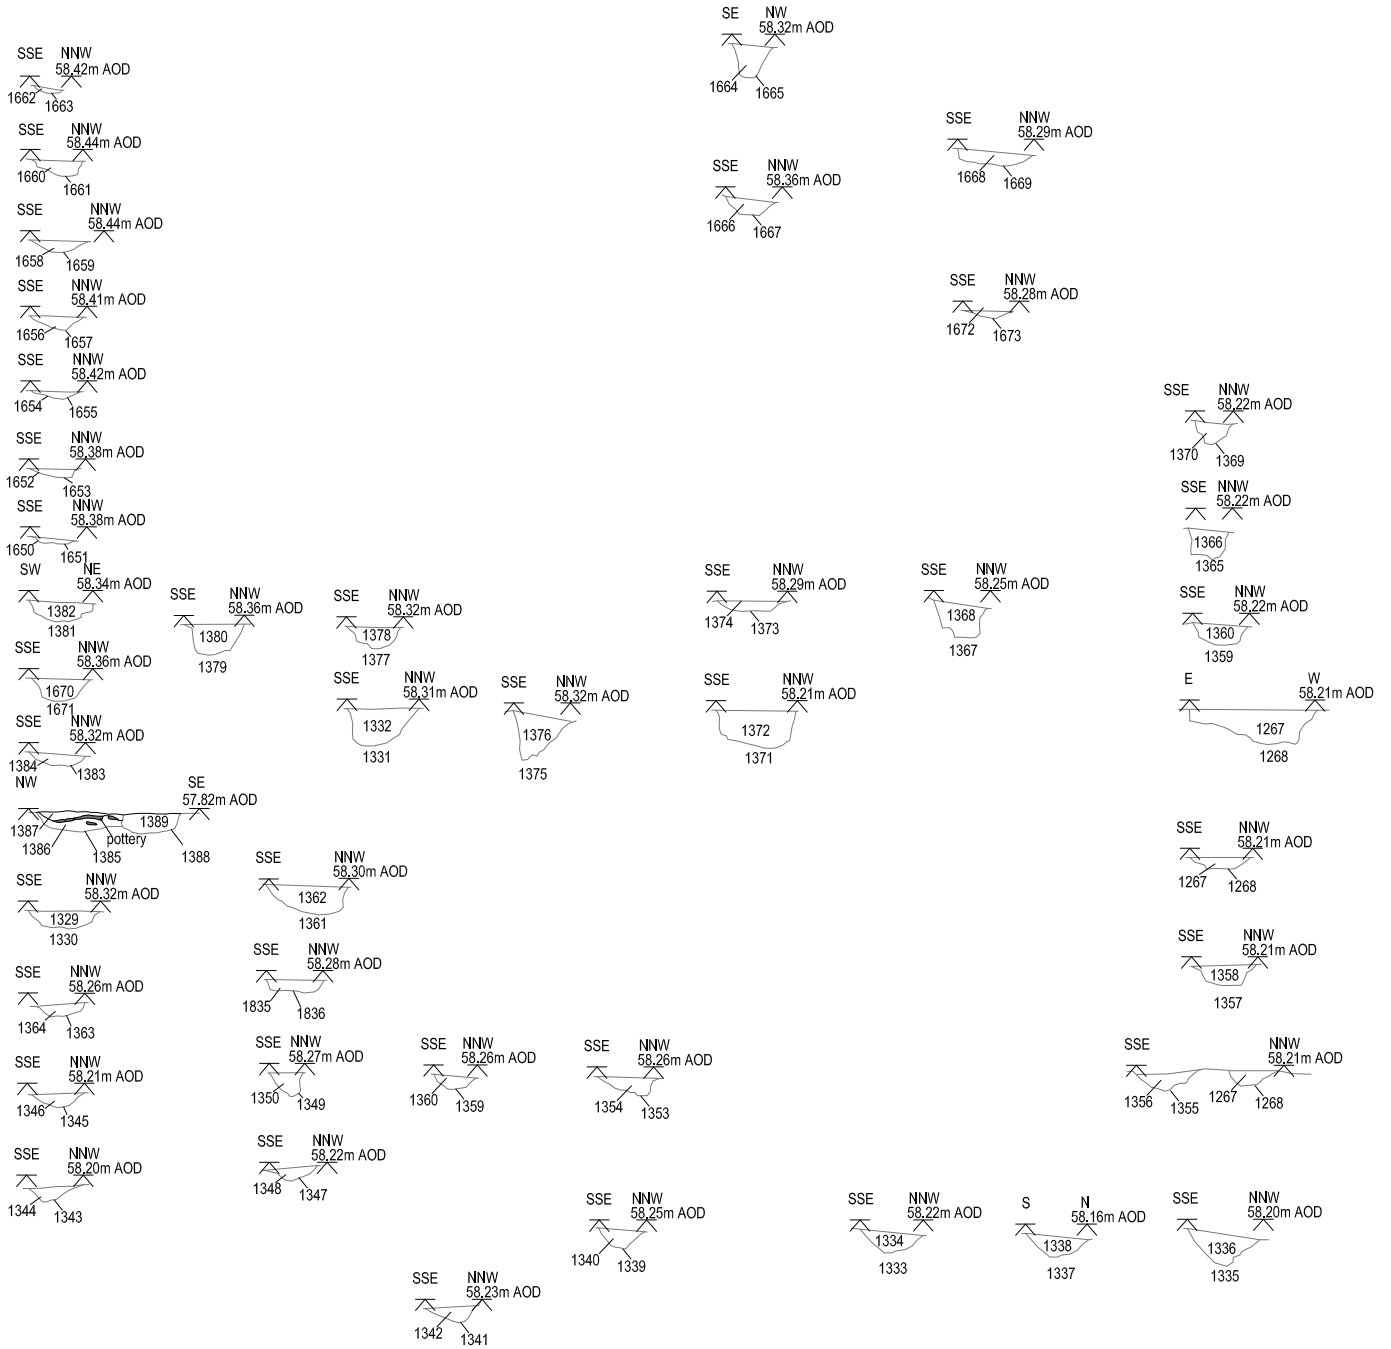 SE NW
58.32m AOD
1664 1665
SSE NNW
58.42m AOD
1662 1663
SSE NNW
58.29m AOD
1668 1669
SSE NNW
58.44m AOD
1660 1661
SSE NNW
58.36m AOD
1666 1667
SSE NNW
58.44m AOD
1658 1659
SSE NNW
58.41m AOD
1656 1657
SSE NNW
58.28m AOD
1672 1673
SSE NNW
58.42m AOD
1654 1655
SSE NNW
58.22m AOD
1370 1369
SSE NNW
58.38m AOD
1652 1653
SSE NNW
58.22m AOD
1366
1365
SSE NNW
58.38m AOD
1650 1651
SW NE
58.34m AOD
1382
1381
SSE NNW
58.36m AOD
1380
1379
SSE NNW
58.32m AOD
1378
1377
SSE NNW
58.29m AOD
1374 1373
SSE NNW
58.25m AOD
1368
1367
SSE NNW
58.22m AOD
1360
1359
SSE NNW
58.36m AOD
1670
1671
SSE NNW
58.31m AOD
1332
1331
SSE NNW
58.32m AOD
1376
1375
SSE NNW
58.21m AOD
1372
1371
E W
58.21m AOD
1267
1268
SSE NNW
58.32m AOD
1384 1383
NW SE
57.82m AOD
1387 1389
pottery
1386 1385 1388
SSE NNW
58.21m AOD
1267 1268
SSE NNW
58.30m AOD
1362
1361
SSE NNW
58.32m AOD
1329
1330
SSE NNW
58.21m AOD
1358
1357
SSE NNW
58.28m AOD
1835 1836
SSE NNW
58.26m AOD
1364 1363
SSE NNW
58.27m AOD
1350 1349
SSE NNW
58.26m AOD
1360 1359
SSE NNW
58.26m AOD
1354 1353
SSE NNW
58.21m AOD
1356 1355 1267 1268
SSE NNW
58.21m AOD
1346 1345
SSE NNW
58.22m AOD
1348 1347
SSE NNW
58.20m AOD
1344 1343
SSE NNW
58.25m AOD
1340 1339
SSE NNW
58.22m AOD
1334
1333
S N
58.16m AOD
1338
1337
SSE NNW
58.20m AOD
1336
1335
SSE NNW
58.23m AOD
1342 1341